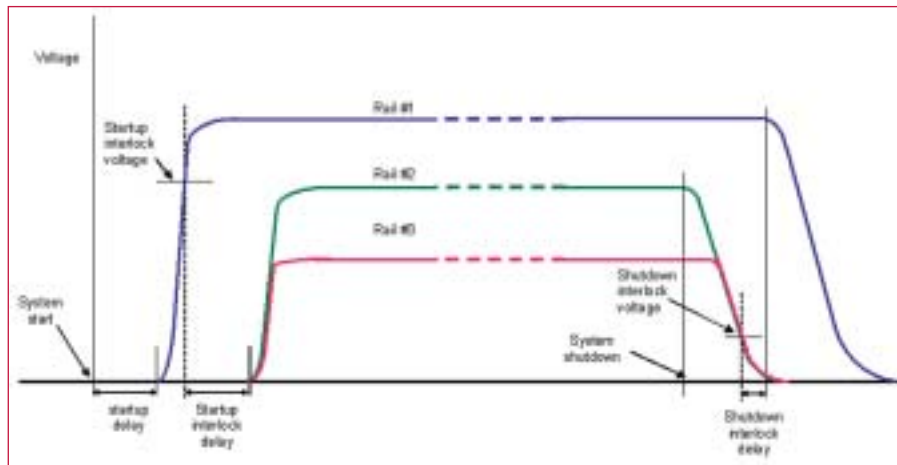 Voltage
Rail #1
Startup
interlock
voltage
Rail #2
Rail #3
System
start
Shutdown
interlock
voltage
System
shutdown
startup
delay
Startup
interlock
delay
Shutdown
interlock
delay